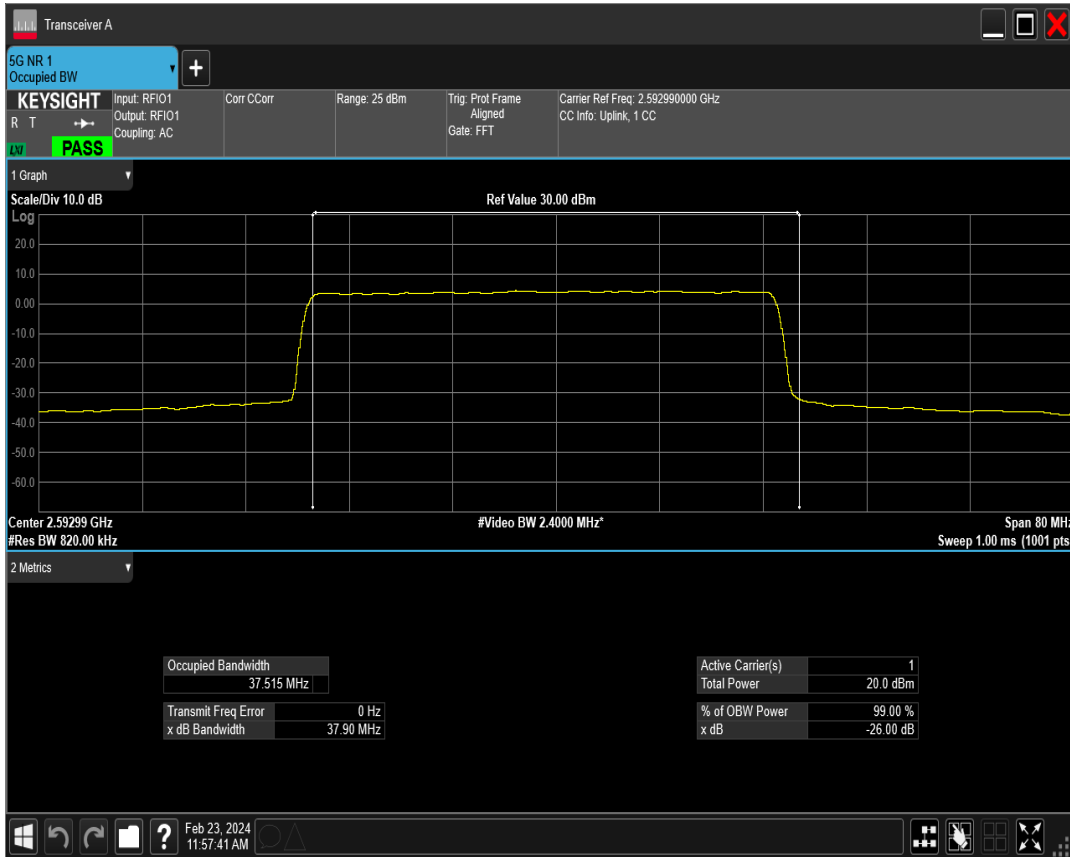 Transceiver A
5G NR 1
Occupied BW
KEYSIGHT
R T
LXI
PASS
Input: RFIO1
Output: RFIO1
Coupling: AC
Corr CCorr
Range: 25 dBm
Trig: Prot Frame
Aligned
Gate: FFT
Carrier Ref Freq: 2.592990000 GHz
CC Info: Uplink, 1 CC
1 Graph
Scale/Div 10.0 dB
Ref Value 30.00 dBm
Log
20.0
10.0
0.00
-10.0
-20.0
-30.0
-40.0
-50.0
-60.0
Center 2.59299 GHz
#Video BW 2.4000 MHz*
Span 80 MHz
#Res BW 820.00 kHz
Sweep 1.00 ms (1001 pts
2 Metrics
Occupied Bandwidth
37.515 MHz
Transmit Freq Error 0 Hz
x dB Bandwidth 37.90 MHz
Active Carrier(s) 1
Total Power 20.0 dBm
% of OBW Power 99.00 %
x dB -26.00 dB
?
Feb 23, 2024
11:57:41 AM